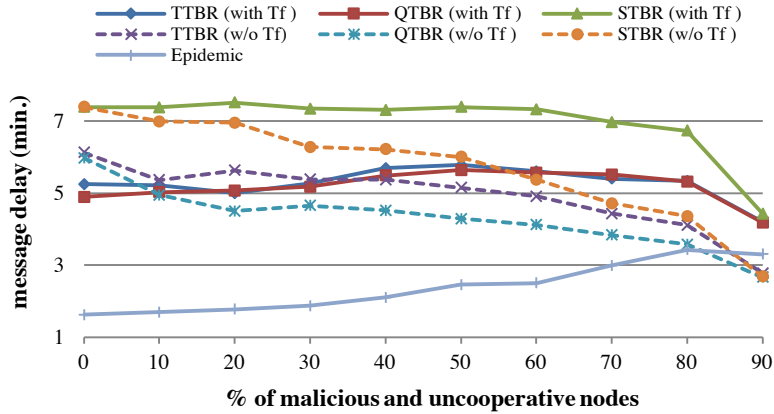 TTBR (with Tf )
QTBR (with Tf )
STBR (with Tf )
TTBR (w/o Tf)
QTBR (w/o Tf )
STBR (w/o Tf )
Epidemic
message delay (min.)
7
5
3
1
0 10 20 30 40 50 60 70 80 90
% of malicious and uncooperative nodes